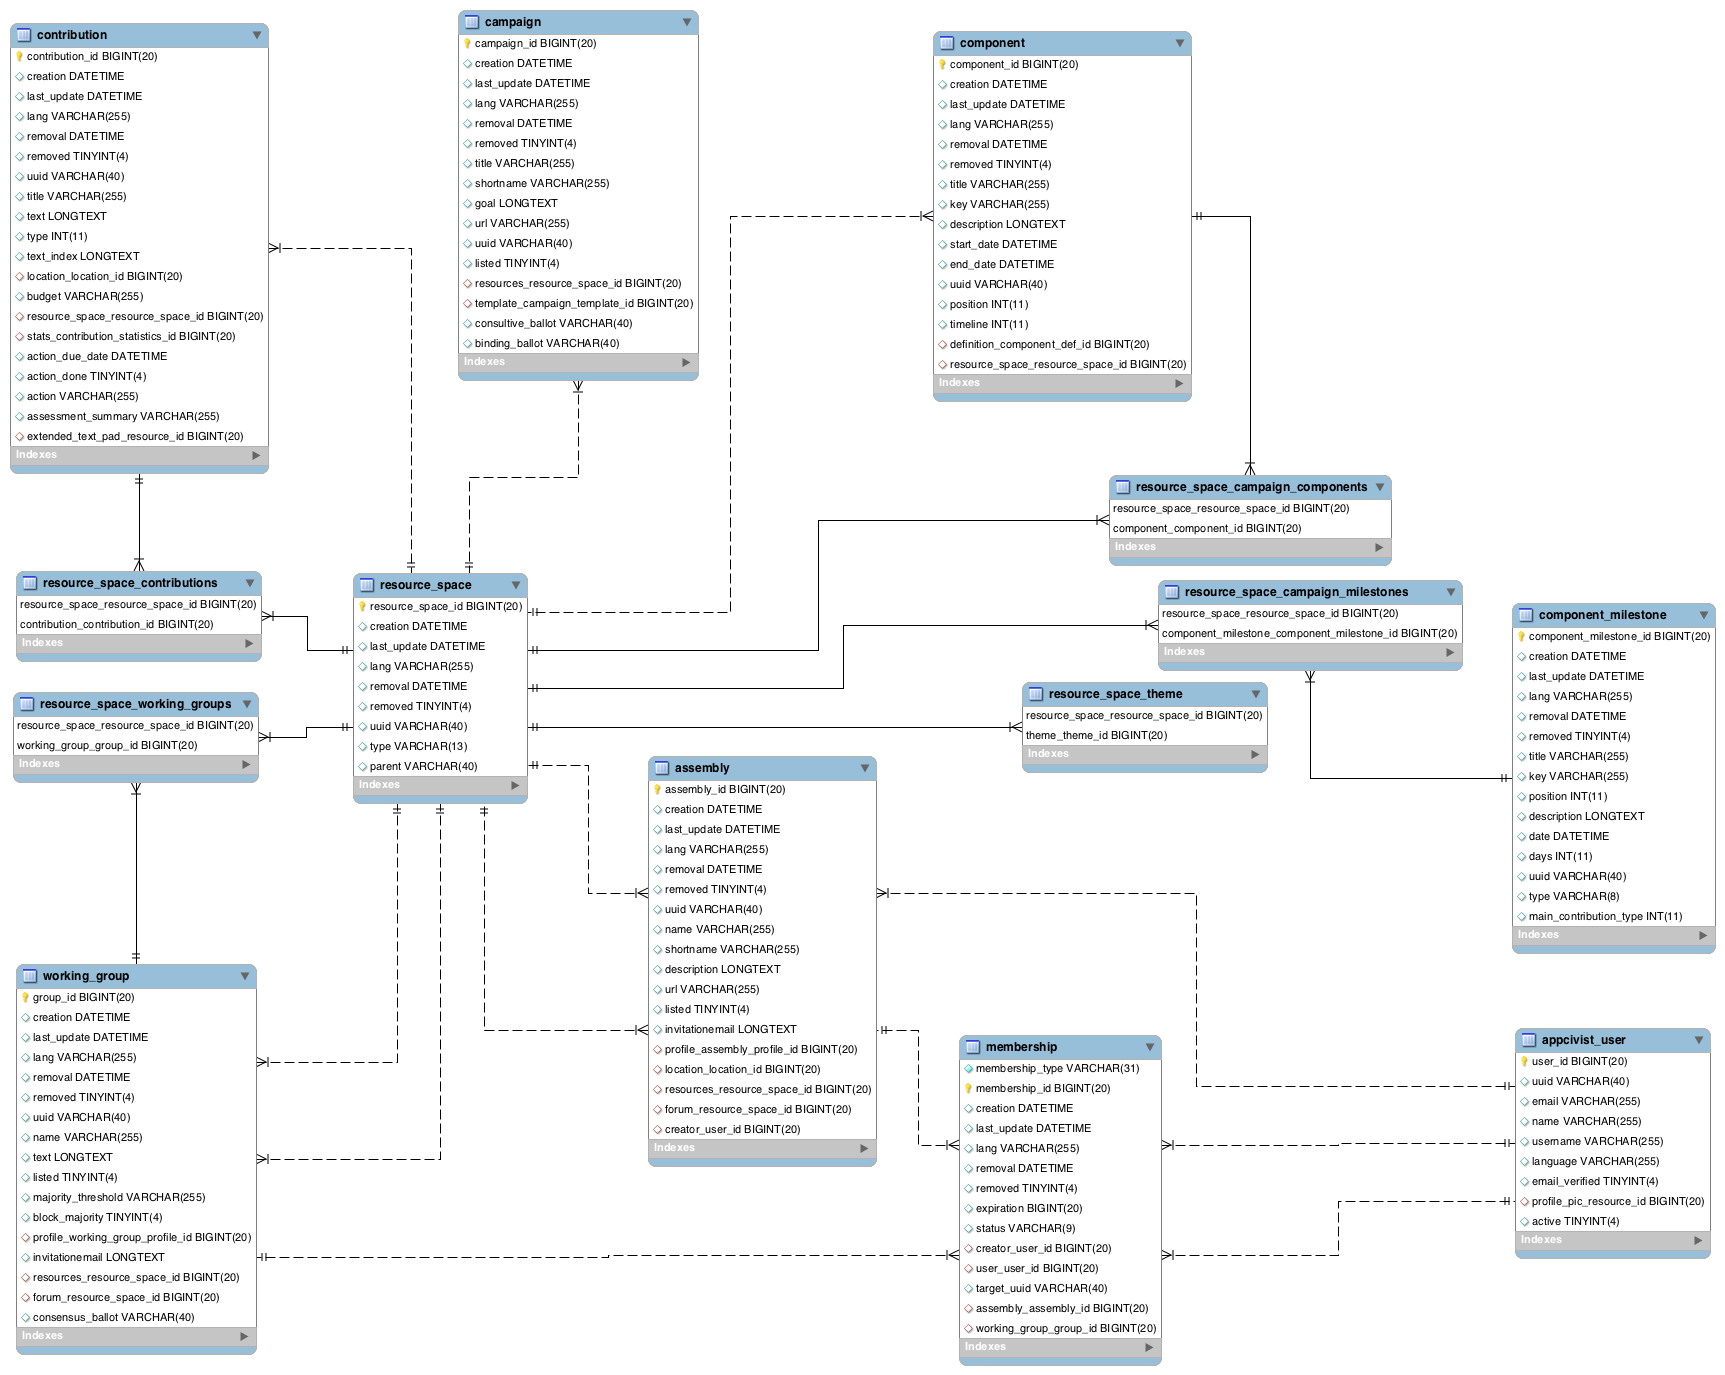 contribution
contribution_id BIGINT(20)
creation DATETIME
last_update DATETIME
lang VARCHAR(255)
removal DATETIME
removed TINYINT(4)
uuid VARCHAR(40)
title VARCHAR(255)
text LONGTEXT
type INT(11)
text_index LONGTEXT
location_location_id BIGINT(20)
budget VARCHAR(255)
resource_space_resource_space_id BIGINT(20)
stats_contribution_statistics_id BIGINT(20)
action_due_date DATETIME
action_done TINYINT(4)
action VARCHAR(255)
assessment_summary VARCHAR(255)
extended_text_pad_resource_id BIGINT(20)
Indexes
campaign
campaign_id BIGINT(20)
creation DATETIME
last_update DATETIME
lang VARCHAR(255)
removal DATETIME
removed TINYINT(4)
title VARCHAR(255)
shortname VARCHAR(255)
goal LONGTEXT
url VARCHAR(255)
uuid VARCHAR(40)
listed TINYINT(4)
resources_resource_space_id BIGINT(20)
template_campaign_template_id BIGINT(20)
consultive_ballot VARCHAR(40)
binding_ballot VARCHAR(40)
Indexes
component
component_id BIGINT(20)
creation DATETIME
last_update DATETIME
lang VARCHAR(255)
removal DATETIME
removed TINYINT(4)
title VARCHAR(255)
key VARCHAR(255)
description LONGTEXT
start_date DATETIME
end_date DATETIME
uuid VARCHAR(40)
position INT(11)
timeline INT(11)
definition_component_def_id BIGINT(20)
resource_space_resource_space_id BIGINT(20)
Indexes
resource_space_campaign_components
resource_space_resource_space_id BIGINT(20)
component_component_id BIGINT(20)
Indexes
resource_space_contributions
resource_space_resource_space_id BIGINT(20)
contribution_contribution_id BIGINT(20)
Indexes
resource_space
resource_space_id BIGINT(20)
creation DATETIME
last_update DATETIME
lang VARCHAR(255)
removal DATETIME
removed TINYINT(4)
uuid VARCHAR(40)
type VARCHAR(13)
parent VARCHAR(40)
Indexes
resource_space_campaign_milestones
resource_space_resource_space_id BIGINT(20)
component_milestone_component_milestone_id BIGINT(20)
Indexes
component_milestone
component_milestone_id BIGINT(20)
creation DATETIME
last_update DATETIME
lang VARCHAR(255)
removal DATETIME
removed TINYINT(4)
title VARCHAR(255)
key VARCHAR(255)
position INT(11)
description LONGTEXT
date DATETIME
days INT(11)
uuid VARCHAR(40)
type VARCHAR(8)
main_contribution_type INT(11)
Indexes
resource_space_working_groups
resource_space_resource_space_id BIGINT(20)
working_group_group_id BIGINT(20)
Indexes
resource_space_theme
resource_space_resource_space_id BIGINT(20)
theme_theme_id BIGINT(20)
Indexes
assembly
assembly_id BIGINT(20)
creation DATETIME
last_update DATETIME
lang VARCHAR(255)
removal DATETIME
removed TINYINT(4)
uuid VARCHAR(40)
name VARCHAR(255)
shortname VARCHAR(255)
description LONGTEXT
url VARCHAR(255)
listed TINYINT(4)
invitationemail LONGTEXT
profile_assembly_profile_id BIGINT(20)
location_location_id BIGINT(20)
resources_resource_space_id BIGINT(20)
forum_resource_space_id BIGINT(20)
creator_user_id BIGINT(20)
Indexes
working_group
group_id BIGINT(20)
creation DATETIME
last_update DATETIME
lang VARCHAR(255)
removal DATETIME
removed TINYINT(4)
uuid VARCHAR(40)
name VARCHAR(255)
text LONGTEXT
listed TINYINT(4)
majority_threshold VARCHAR(255)
block_majority TINYINT(4)
profile_working_group_profile_id BIGINT(20)
invitationemail LONGTEXT
resources_resource_space_id BIGINT(20)
forum_resource_space_id BIGINT(20)
consensus_ballot VARCHAR(40)
Indexes
membership
membership_type VARCHAR(31)
membership_id BIGINT(20)
creation DATETIME
last_update DATETIME
lang VARCHAR(255)
removal DATETIME
removed TINYINT(4)
expiration BIGINT(20)
status VARCHAR(9)
creator_user_id BIGINT(20)
user_user_id BIGINT(20)
target_uuid VARCHAR(40)
assembly_assembly_id BIGINT(20)
working_group_group_id BIGINT(20)
Indexes
appcivist_user
user_id BIGINT(20)
uuid VARCHAR(40)
email VARCHAR(255)
name VARCHAR(255)
username VARCHAR(255)
language VARCHAR(255)
email_verified TINYINT(4)
profile_pic_resource_id BIGINT(20)
active TINYINT(4)
Indexes